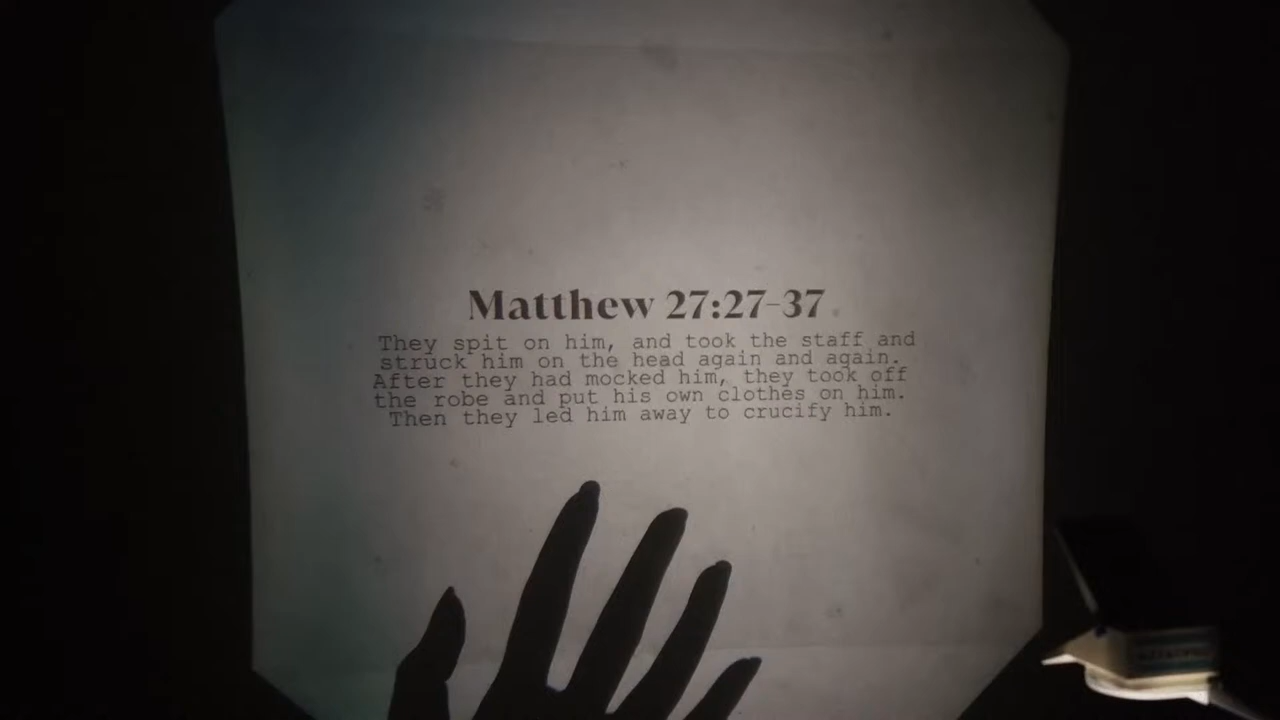 Matthew 27:27-37
They spit on him, and took the staff and
struck him on the head again and again.
After they had mocked him, they took off
the robe and put his own clothes on him.
Then they led him away to crucify him.